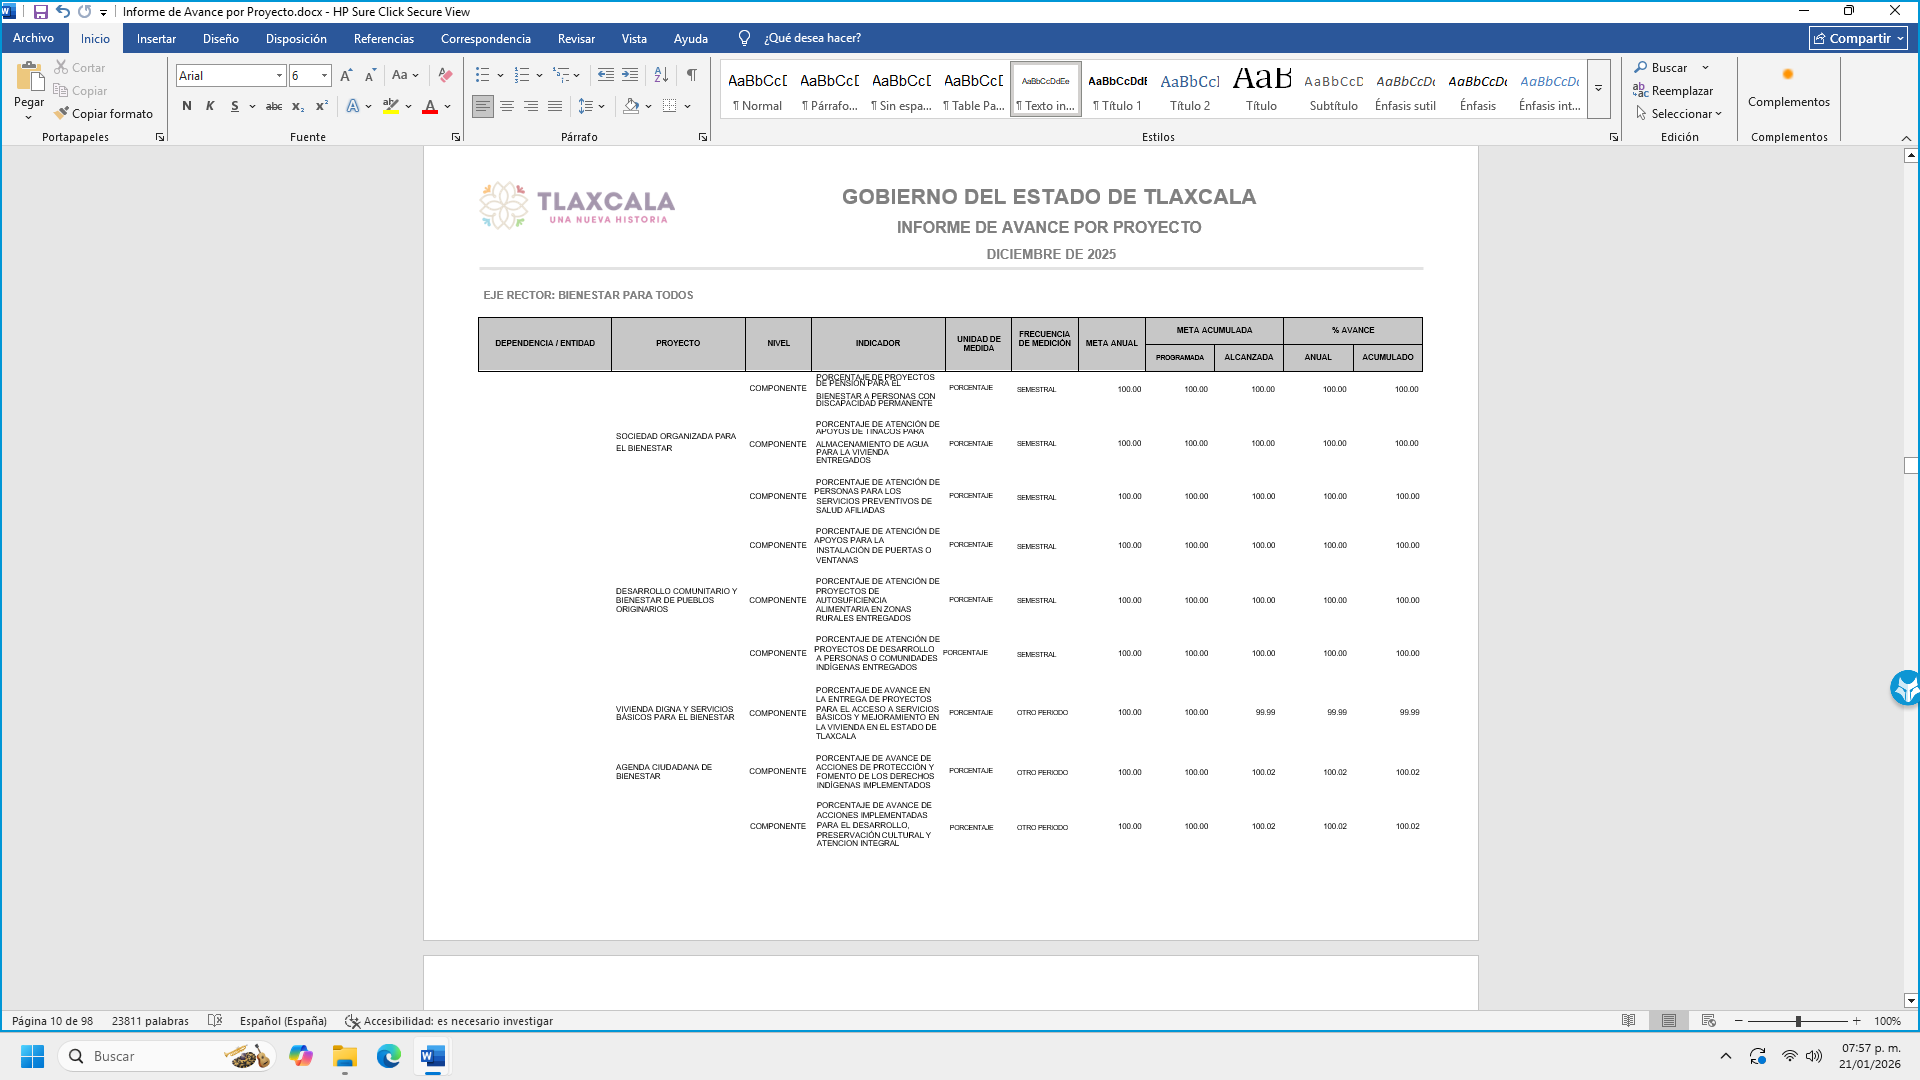 Informe de Avance por Proyecto.docx - HP Sure Click Secure View
Archivo Inicio Insertar Diseño Disposición Referencias Correspondencia Revisar Vista Ayuda ¿Qué desea hacer? Compartir
Pegar
Cortar
Copiar
Copiar formato
Portapapeles
Arial 6
Aa
N K S abc x₂ x² A ab A
Fuente
Párrafo
AaBbCcD AaBbCcD AaBbCcD AaBbCcD AaBbCcDdEe AaBbCcDdE AaBbCcI AaB AaBbCcD AaBbCcDc AaBbCcDc AaBbCcDc
¶ Normal ¶ Párrafo... ¶ Sin espa... ¶ Table Pa... ¶ Texto in... ¶ Título 1 Título 2 Título Subtítulo Énfasis sutil Énfasis Énfasis int...
Estilos
Buscar
Reemplazar
Seleccionar
Edición
Complementos
Complementos
TLAXCALA
UNA NUEVA HISTORIA
GOBIERNO DEL ESTADO DE TLAXCALA
INFORME DE AVANCE POR PROYECTO
DICIEMBRE DE 2025
EJE RECTOR: BIENESTAR PARA TODOS
DEPENDENCIA / ENTIDAD PROYECTO NIVEL INDICADOR UNIDAD DE MEDIDA FRECUENCIA DE MEDICIÓN META ANUAL META ACUMULADA % AVANCE
PROGRAMADA ALCANZADA ANUAL ACUMULADO
PORCENTAJE DE PROYECTOS
DE PENSIÓN PARA EL
BIENESTAR A PERSONAS CON
DISCAPACIDAD PERMANENTE
COMPONENTE PORCENTAJE SEMESTRAL 100.00 100.00 100.00 100.00 100.00
SOCIEDAD ORGANIZADA PARA
EL BIENESTAR
PORCENTAJE DE ATENCIÓN DE
APOYOS DE TINACOS PARA
ALMACENAMIENTO DE AGUA
PARA LA VIVIENDA
ENTREGADOS
COMPONENTE PORCENTAJE SEMESTRAL 100.00 100.00 100.00 100.00 100.00
PORCENTAJE DE ATENCIÓN DE
PERSONAS PARA LOS
SERVICIOS PREVENTIVOS DE
SALUD AFILIADAS
COMPONENTE PORCENTAJE SEMESTRAL 100.00 100.00 100.00 100.00 100.00
PORCENTAJE DE ATENCIÓN DE
APOYOS PARA LA
INSTALACIÓN DE PUERTAS O
VENTANAS
COMPONENTE PORCENTAJE SEMESTRAL 100.00 100.00 100.00 100.00 100.00
DESARROLLO COMUNITARIO Y
BIENESTAR DE PUEBLOS
ORIGINARIOS
PORCENTAJE DE ATENCIÓN DE
PROYECTOS DE
AUTOSUFICIENCIA
ALIMENTARIA EN ZONAS
RURALES ENTREGADOS
COMPONENTE PORCENTAJE SEMESTRAL 100.00 100.00 100.00 100.00 100.00
PORCENTAJE DE ATENCIÓN DE
PROYECTOS DE DESARROLLO
A PERSONAS O COMUNIDADES
INDÍGENAS ENTREGADOS
COMPONENTE PORCENTAJE SEMESTRAL 100.00 100.00 100.00 100.00 100.00
VIVIENDA DIGNA Y SERVICIOS
BÁSICOS PARA EL BIENESTAR
PORCENTAJE DE AVANCE EN
LA ENTREGA DE PROYECTOS
PARA EL ACCESO A SERVICIOS
BÁSICOS Y MEJORAMIENTO EN
LA VIVIENDA EN EL ESTADO DE
TLAXCALA
COMPONENTE PORCENTAJE OTRO PERIODO 100.00 100.00 99.99 99.99 99.99
AGENDA CIUDADANA DE
BIENESTAR
PORCENTAJE DE AVANCE DE
ACCIONES DE PROTECCIÓN Y
FOMENTO DE LOS DERECHOS
INDÍGENAS IMPLEMENTADOS
COMPONENTE PORCENTAJE OTRO PERIODO 100.00 100.00 100.02 100.02 100.02
PORCENTAJE DE AVANCE DE
ACCIONES IMPLEMENTADAS
PARA EL DESARROLLO,
PRESERVACIÓN CULTURAL Y
ATENCION INTEGRAL
COMPONENTE PORCENTAJE OTRO PERIODO 100.00 100.00 100.02 100.02 100.02
Página 10 de 98 23811 palabras Español (España) Accesibilidad: es necesario investigar 100%
Buscar
07:57 p. m.
21/01/2026